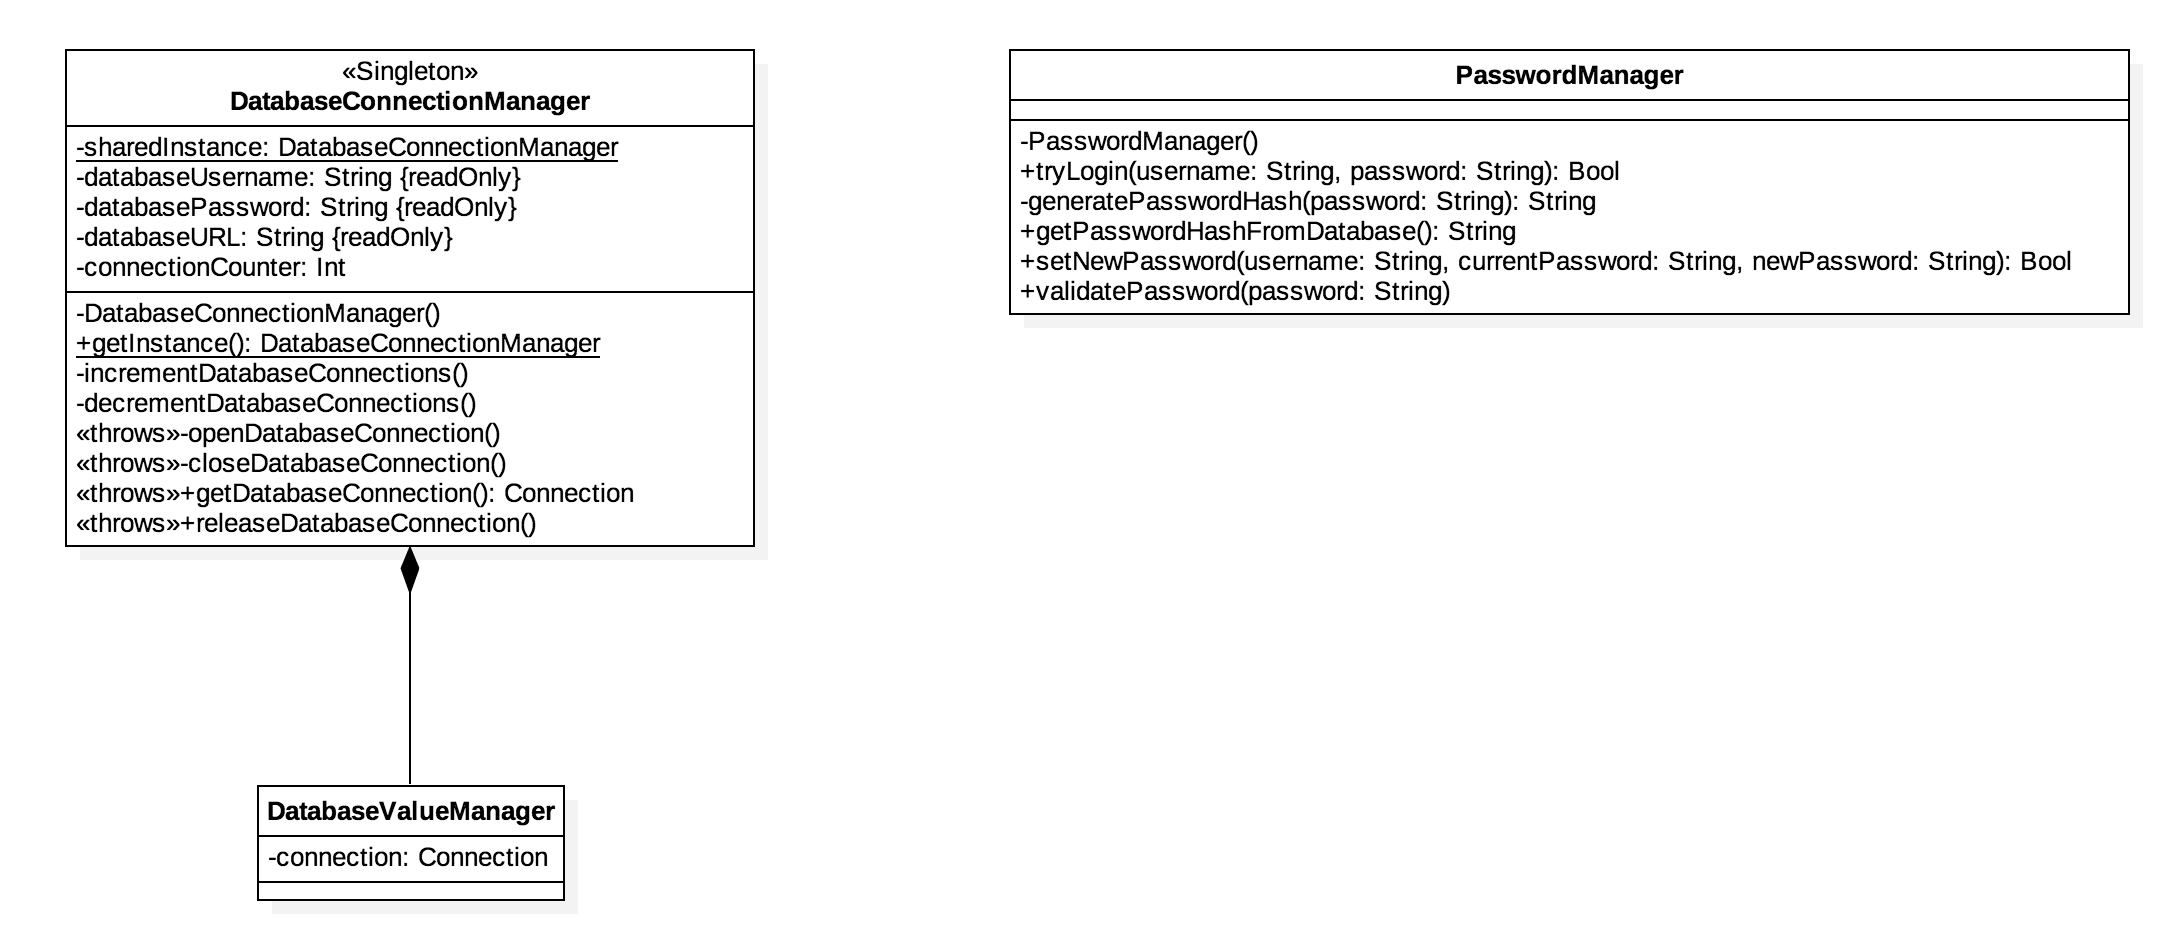 «Singleton»
DatabaseConnectionManager
-sharedInstance: DatabaseConnectionManager
-databaseUsername: String {readOnly}
-databasePassword: String {readOnly}
-databaseURL: String {readOnly}
-connectionCounter: Int
-DatabaseConnectionManager()
+getInstance(): DatabaseConnectionManager
-incrementDatabaseConnections()
-decrementDatabaseConnections()
«throws»-openDatabaseConnection()
«throws»-closeDatabaseConnection()
«throws»+getDatabaseConnection(): Connection
«throws»+releaseDatabaseConnection()
PasswordManager
-PasswordManager()
+tryLogin(username: String, password: String): Bool
-generatePasswordHash(password: String): String
+getPasswordHashFromDatabase(): String
+setNewPassword(username: String, currentPassword: String, newPassword: String): Bool
+validatePassword(password: String)
DatabaseValueManager
-connection: Connection